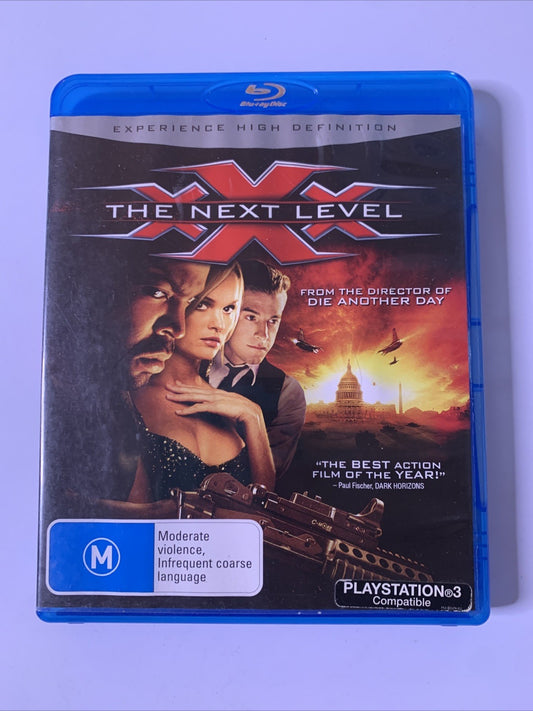 Blu-ray Disc
EXPERIENCE HIGH DEFINITION
XXX
THE NEXT LEVEL
FROM THE DIRECTOR OF
DIE ANOTHER DAY
“THE BEST ACTION
FILM OF THE YEAR!”
– Paul Fischer, DARK HORIZONS
M
Moderate
violence,
Infrequent coarse
language
PLAYSTATION®3
Compatible